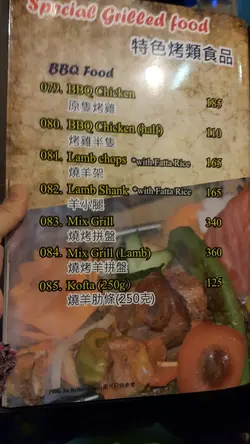 Special Grilled food
特色烤類食品
BBQ Food
079. BBQ Chicken 185
原隻烤雞
080. BBQ Chicken (half) 110
烤雞半隻
081. Lamb chops *with Fatta Rice 165
燒羊架
082. Lamb Shank *with Fatta Rice 165
羊小腿
083. Mix Grill 340
燒烤拼盤
084. Mix Grill (Lamb) 360
燒烤羊拼盤
085. Kofta (250g) 125
燒羊肋條(250克)